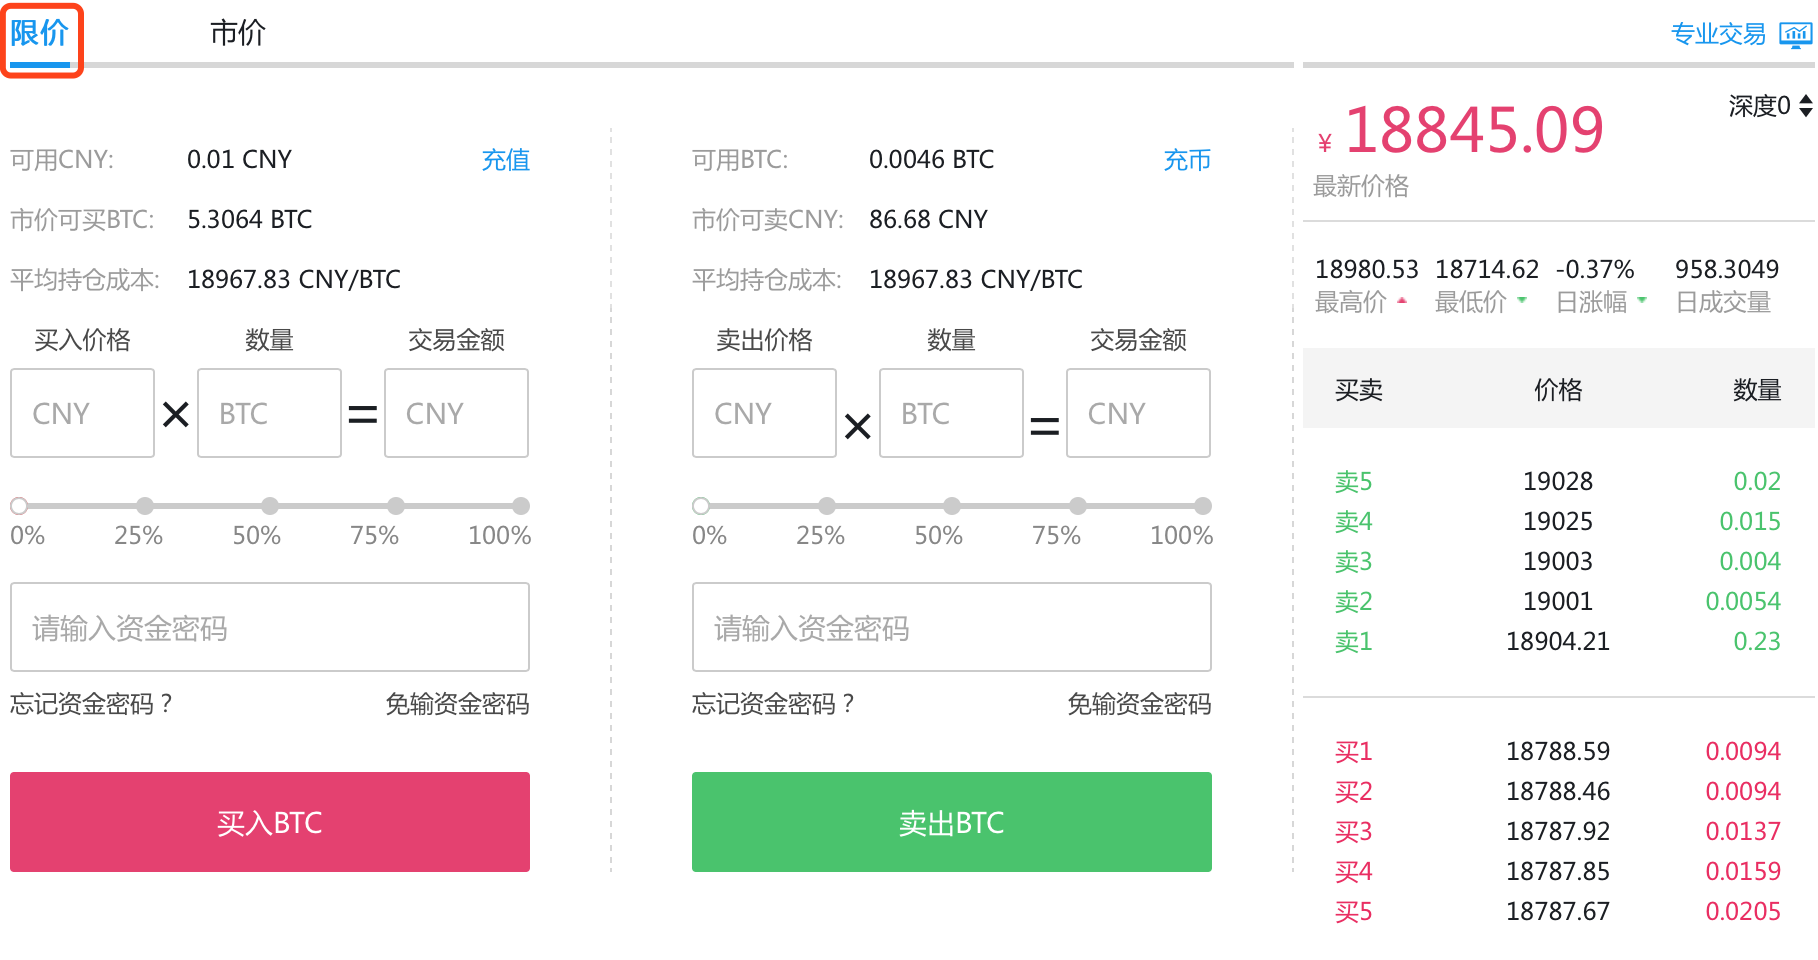 限价 市价 专业交易
可用CNY: 0.01 CNY 充值
市价可买BTC: 5.3064 BTC
平均持仓成本: 18967.83 CNY/BTC
买入价格 数量 交易金额
CNY × BTC = CNY
0% 25% 50% 75% 100%
请输入资金密码
忘记资金密码？ 免输资金密码
买入BTC
可用BTC: 0.0046 BTC 充币
市价可卖CNY: 86.68 CNY
平均持仓成本: 18967.83 CNY/BTC
卖出价格 数量 交易金额
CNY × BTC = CNY
0% 25% 50% 75% 100%
请输入资金密码
忘记资金密码？ 免输资金密码
卖出BTC
深度0
¥ 18845.09
最新价格
18980.53 18714.62 -0.37% 958.3049
最高价 最低价 日涨幅 日成交量
买卖 价格 数量
卖5 19028 0.02
卖4 19025 0.015
卖3 19003 0.004
卖2 19001 0.0054
卖1 18904.21 0.23
买1 18788.59 0.0094
买2 18788.46 0.0094
买3 18787.92 0.0137
买4 18787.85 0.0159
买5 18787.67 0.0205